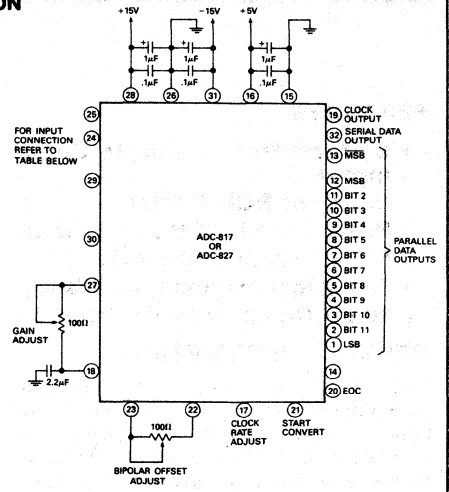 ON
+15V
-15V
+5V
+
1µF
+
1µF
+
1µF
.1µF
.1µF
.1µF
28
26
31
16
15
25
24
29
30
27
18
FOR INPUT
CONNECTION
REFER TO
TABLE BELOW
ADC-817
OR
ADC-827
GAIN
ADJUST
100Ω
2.2µF
19 CLOCK
OUTPUT
32 SERIAL DATA
OUTPUT
13 MSB
12 MSB
11 BIT 2
10 BIT 3
9 BIT 4
8 BIT 5
7 BIT 6
6 BIT 7
5 BIT 8
4 BIT 9
3 BIT 10
2 BIT 11
1 LSB
14
20 EOC
PARALLEL
DATA
OUTPUTS
23
22
17
21
100Ω
BIPOLAR OFFSET
ADJUST
CLOCK
RATE
ADJUST
START
CONVERT